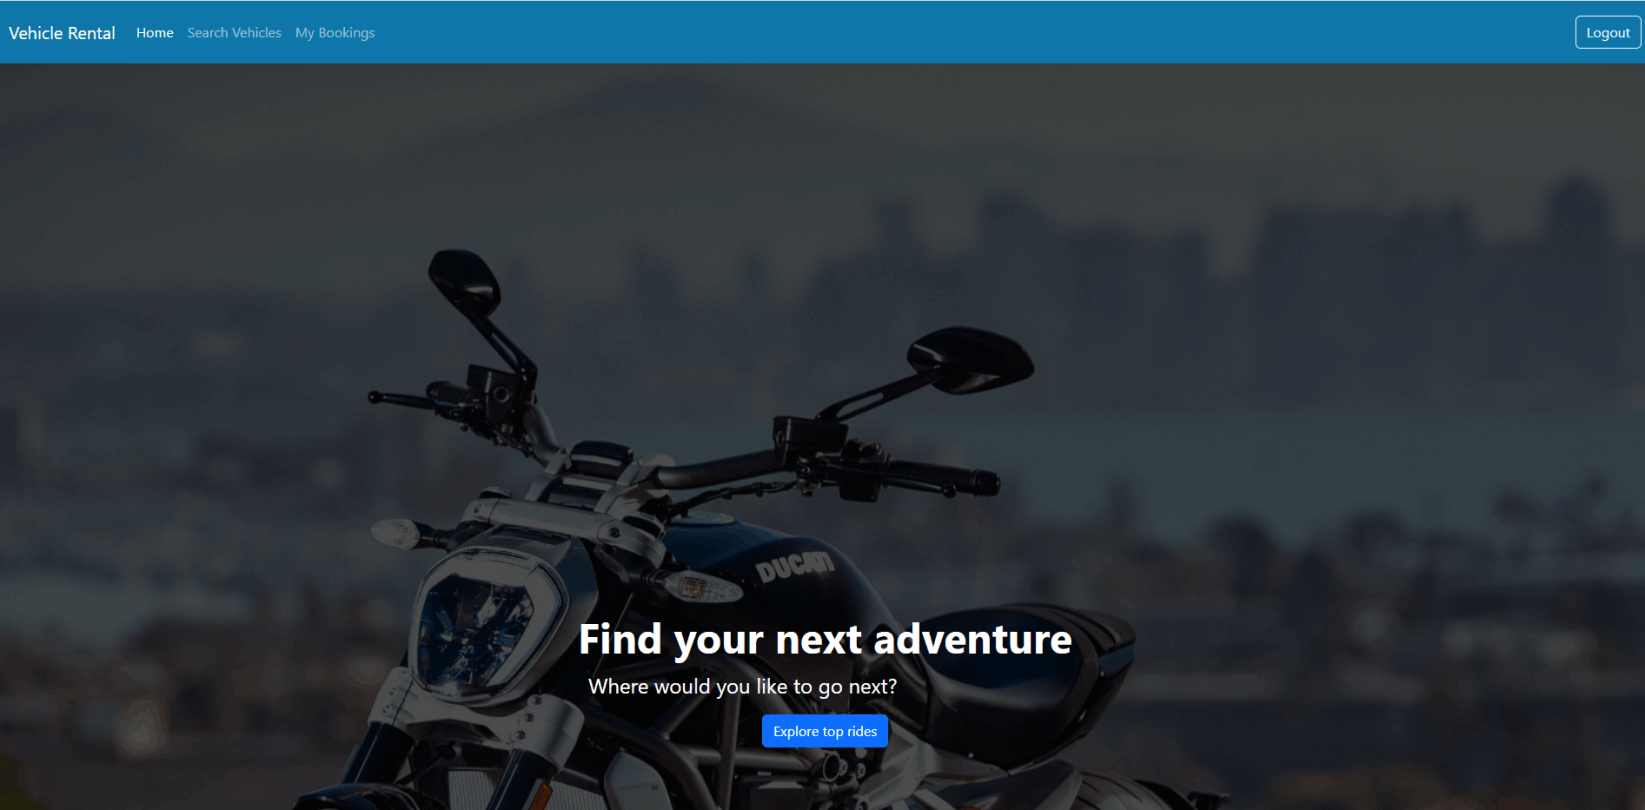 Vehicle Rental Home Search Vehicles My Bookings Logout
DUCATI
Find your next adventure
Where would you like to go next?
Explore top rides